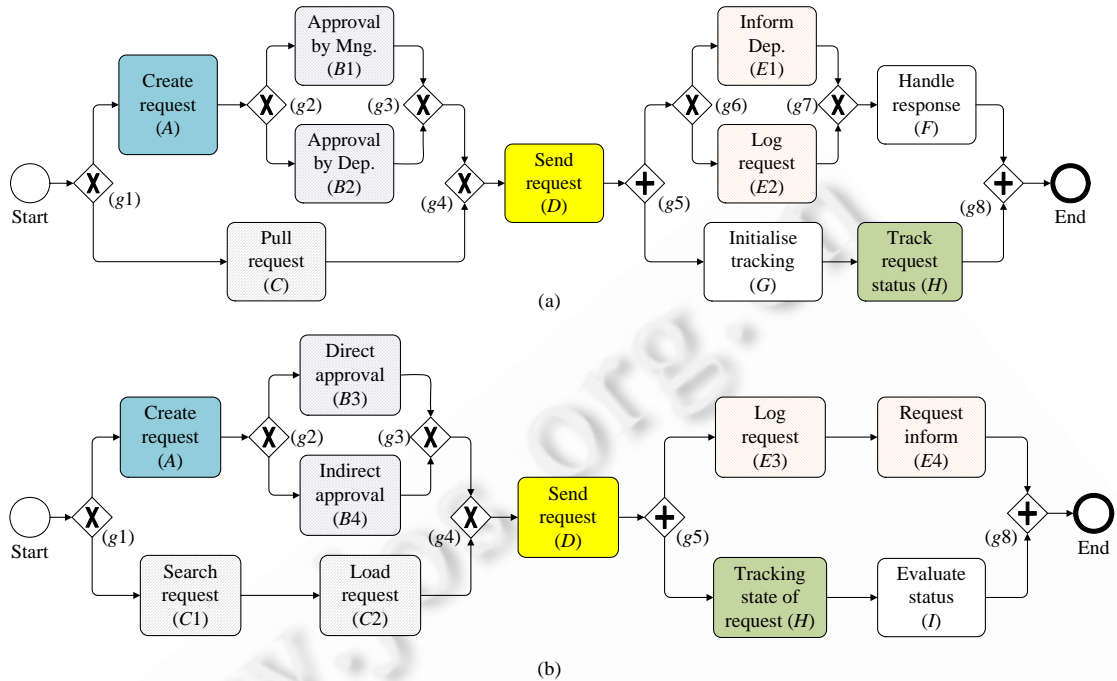 Approval
by Mng.
(B1)
Inform
Dep.
(E1)
Create
request
(A)
X
(g2)
(g3)
X
X
(g6)
(g7)
X
Handle
response
(F)
Approval
by Dep.
(B2)
Log
request
(E2)
Start
X
(g1)
X
(g4)
Send
request
(D)
+
(g5)
+
(g8)
End
Pull
request
(C)
Initialise
tracking
(G)
Track
request
status (H)
(a)
Direct
approval
(B3)
Create
request
(A)
X
(g2)
(g3)
X
Log
request
(E3)
Request
inform
(E4)
Indirect
approval
(B4)
Start
X
(g1)
X
(g4)
Send
request
(D)
+
(g5)
+
(g8)
End
Search
request
(C1)
Load
request
(C2)
Tracking
state of
request (H)
Evaluate
status
(I)
(b)